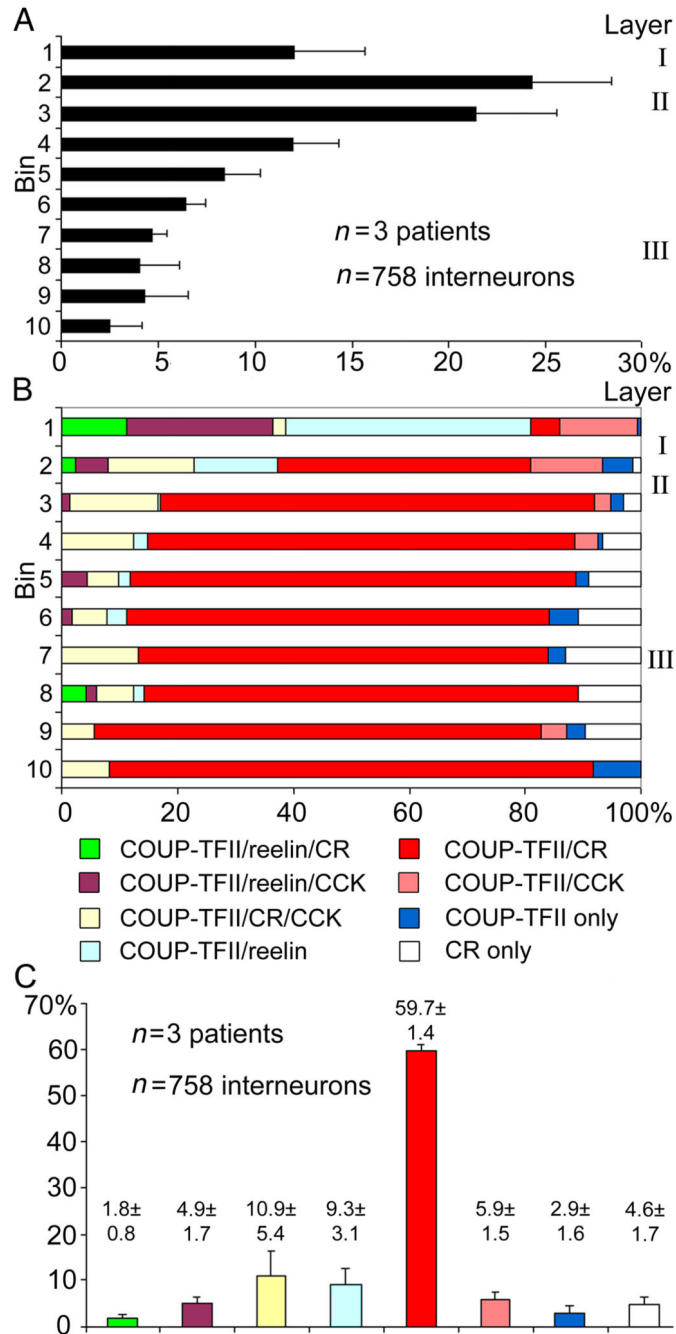 A
Layer
1
I
2
II
3
4
5
Bin
6
7
n=3 patients
III
8
n=758 interneurons
9
10
0 5 10 15 20 25 30%
B
Layer
1
I
2
II
3
4
5
Bin
6
7
III
8
9
10
0 20 40 60 80 100%
COUP-TFII/reelin/CR COUP-TFII/CR
COUP-TFII/reelin/CCK COUP-TFII/CCK
COUP-TFII/CR/CCK COUP-TFII only
COUP-TFII/reelin CR only
C
70%
n=3 patients
59.7±
1.4
60
n=758 interneurons
50
40
30
1.8± 4.9± 10.9± 9.3± 5.9± 2.9± 4.6±
0.8 1.7 5.4 3.1 1.5 1.6 1.7
20
10
0